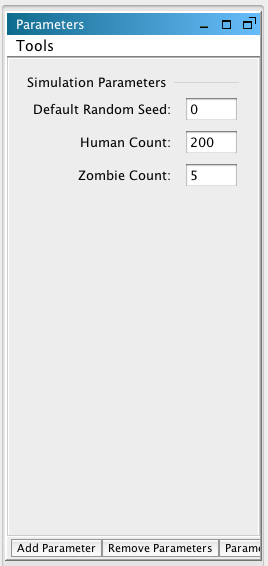 Parameters
Tools
Simulation Parameters
Default Random Seed: 0
Human Count: 200
Zombie Count: 5
Add Parameter Remove Parameters Parame